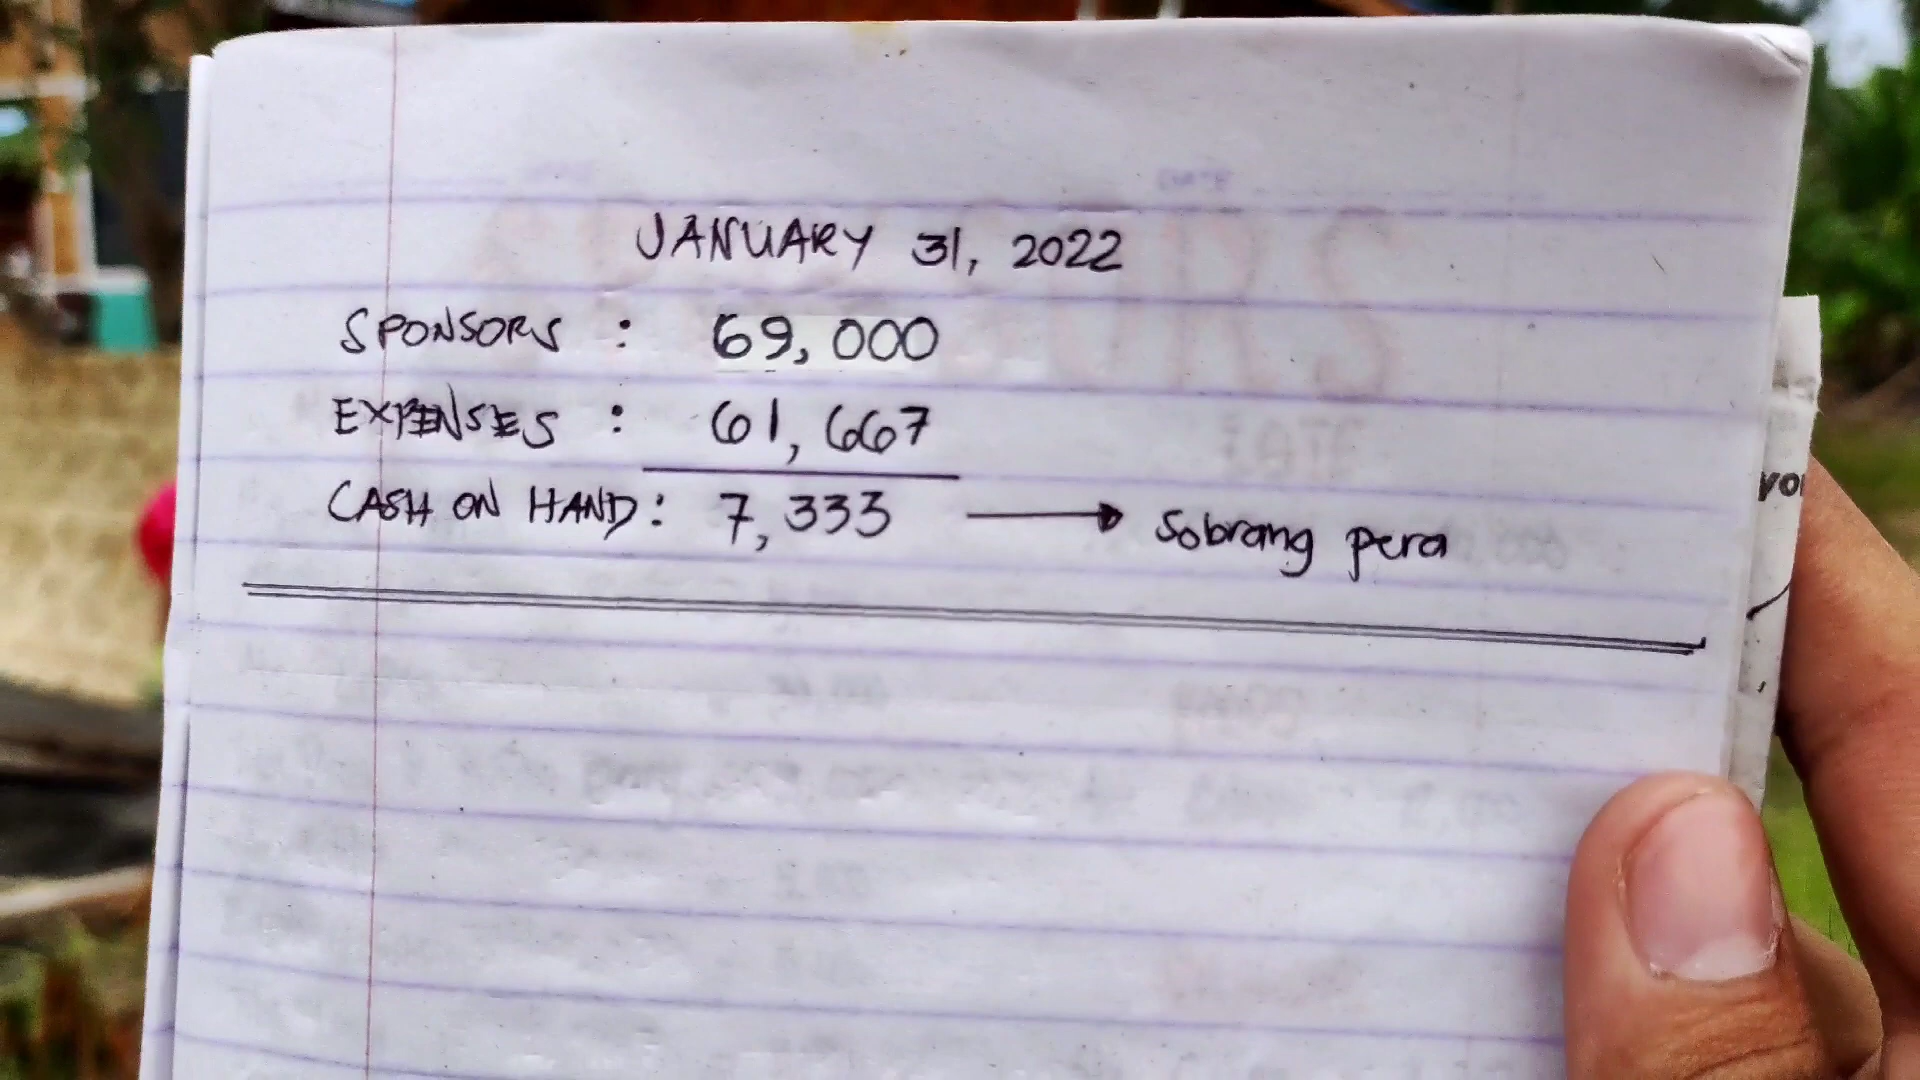 JANUARY 31, 2022
SPONSORS : 69,000
EXPENSES : 61,667
CASH ON HAND : 7,333 → Sobrang pera